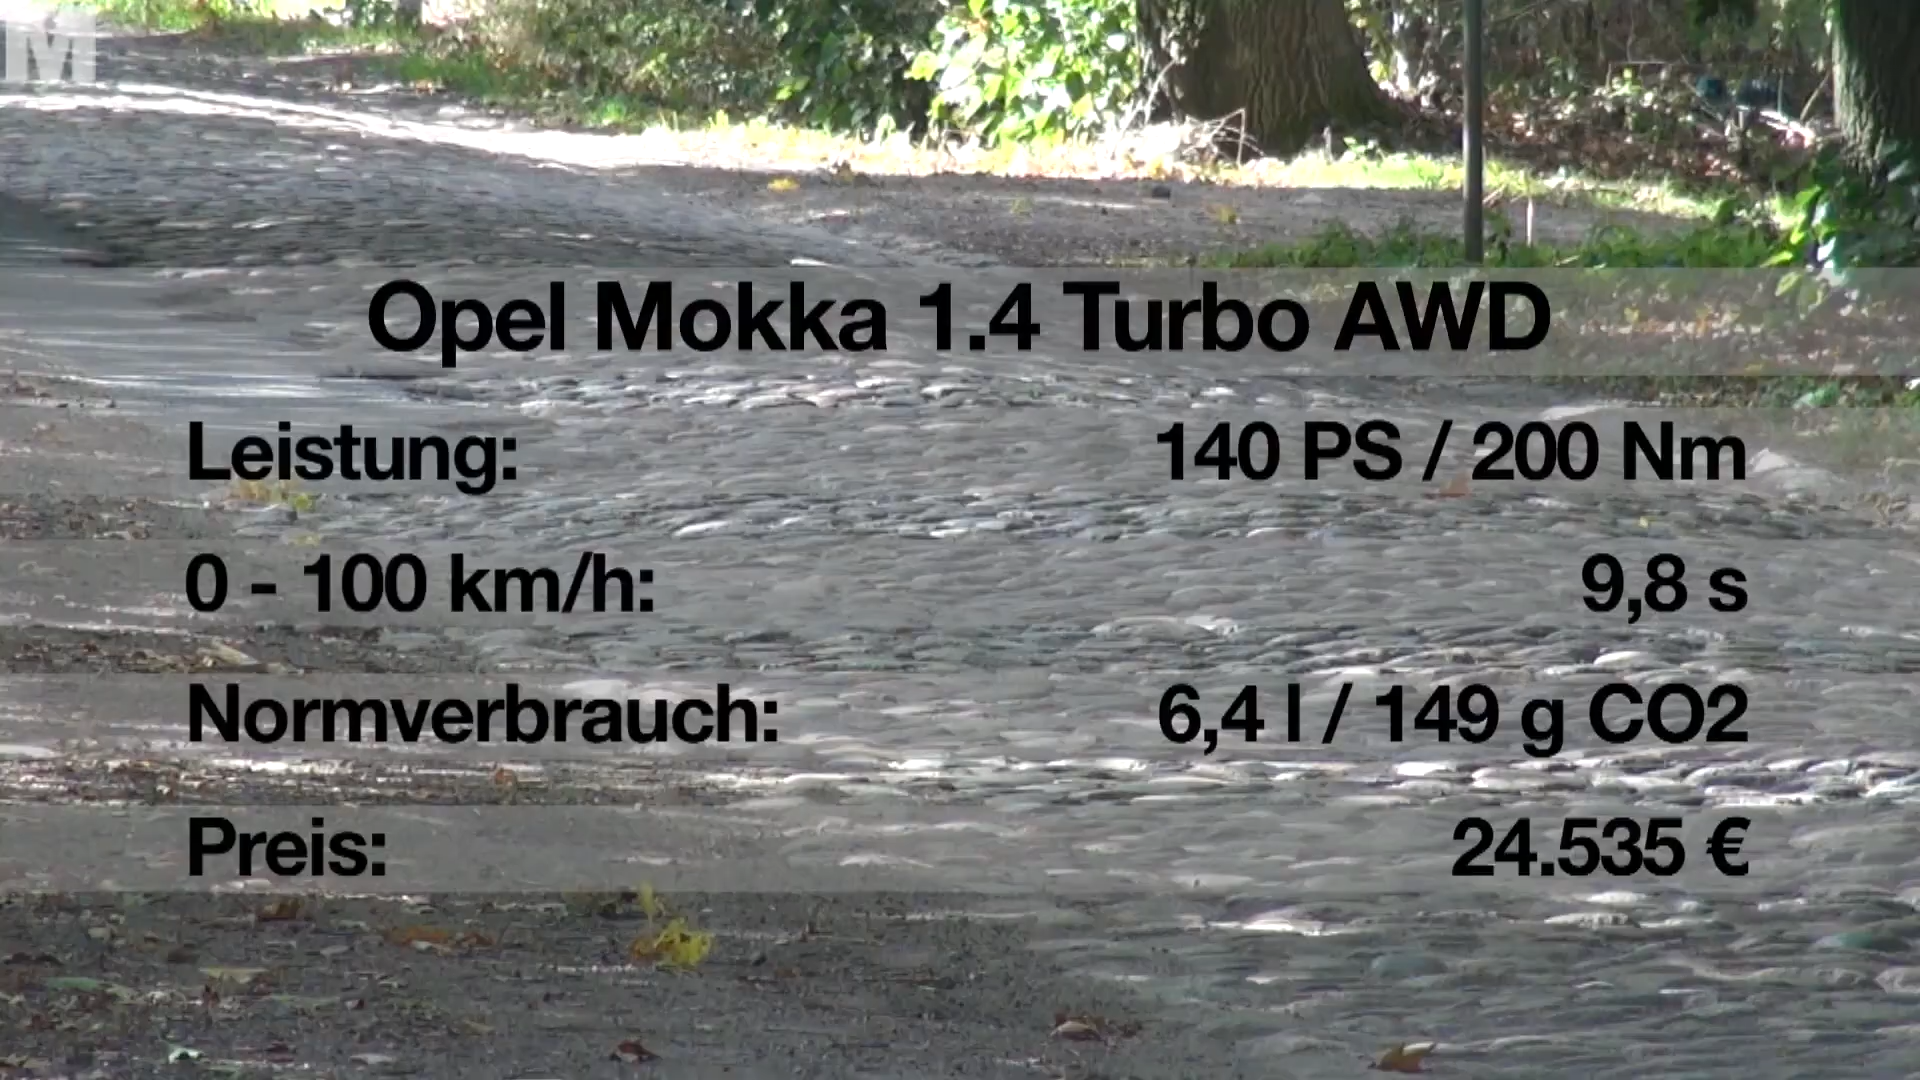 M
Opel Mokka 1.4 Turbo AWD
Leistung: 140 PS / 200 Nm
0 - 100 km/h: 9,8 s
Normverbrauch: 6,4 l / 149 g CO2
Preis: 24.535 €